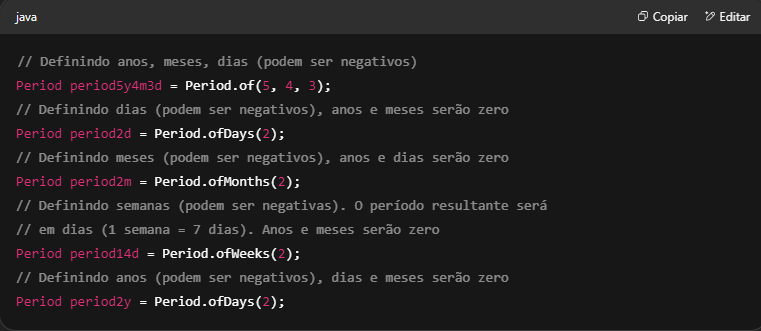 java
Copiar
Editar
// Definindo anos, meses, dias (podem ser negativos)
Period period5y4m3d = Period.of(5, 4, 3);
// Definindo dias (podem ser negativos), anos e meses serão zero
Period period2d = Period.ofDays(2);
// Definindo meses (podem ser negativos), anos e dias serão zero
Period period2m = Period.ofMonths(2);
// Definindo semanas (podem ser negativas). O período resultante será
// em dias (1 semana = 7 dias). Anos e meses serão zero
Period period14d = Period.ofWeeks(2);
// Definindo anos (podem ser negativos), dias e meses serão zero
Period period2y = Period.ofDays(2);